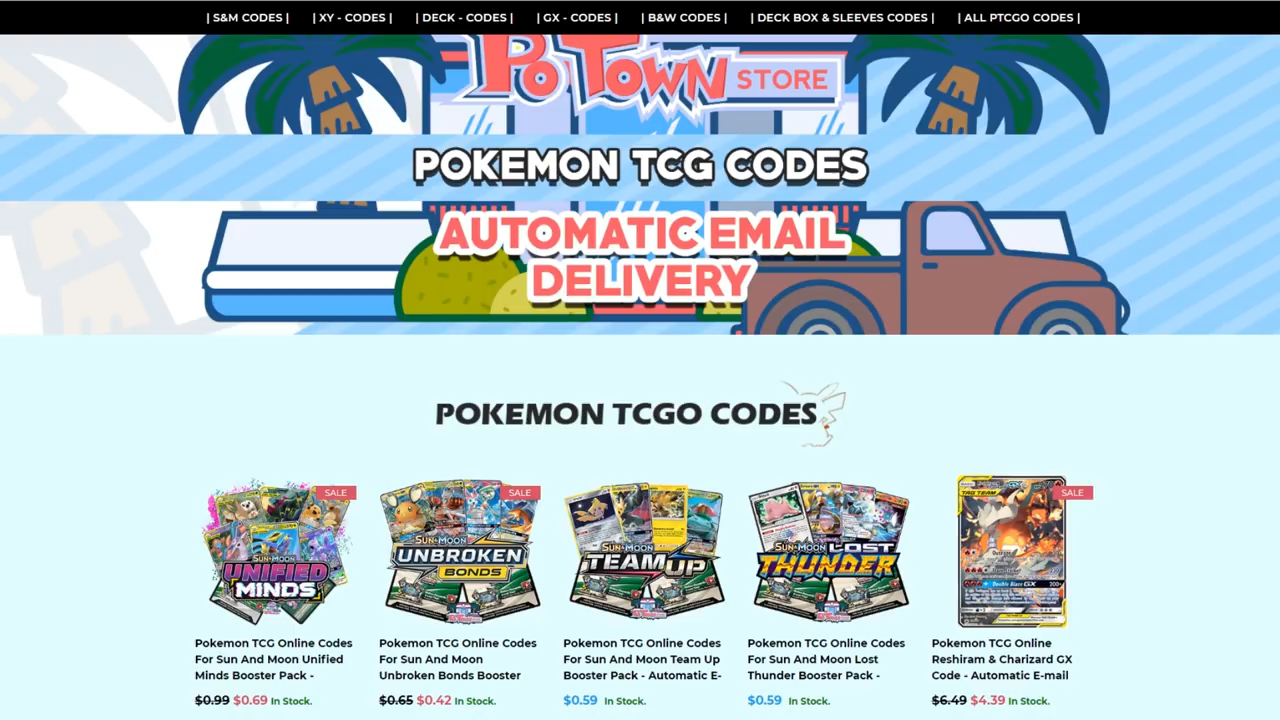 | S&M CODES | | XY - CODES | | DECK - CODES | | GX - CODES | | B&W CODES | | DECK BOX & SLEEVES CODES | | ALL PTCGO CODES |
PO TOWN STORE
POKEMON TCG CODES
AUTOMATIC EMAIL
DELIVERY
POKEMON TCGO CODES
SALE
SALE
SALE
SUN & MOON
UNIFIED
MINDS
SUN & MOON
UNBROKEN
BONDS
SUN & MOON
TEAM UP
SUN & MOON LOST
THUNDER
TAG TEAM
Double Blaze GX 200+
Pokemon TCG Online Codes
For Sun And Moon Unified
Minds Booster Pack -
$0.99 $0.69 In Stock.
Pokemon TCG Online Codes
For Sun And Moon
Unbroken Bonds Booster
$0.65 $0.42 In Stock.
Pokemon TCG Online Codes
For Sun And Moon Team Up
Booster Pack - Automatic E-
$0.59 In Stock.
Pokemon TCG Online Codes
For Sun And Moon Lost
Thunder Booster Pack -
$0.59 In Stock.
Pokemon TCG Online
Reshiram & Charizard GX
Code - Automatic E-mail
$6.49 $4.39 In Stock.